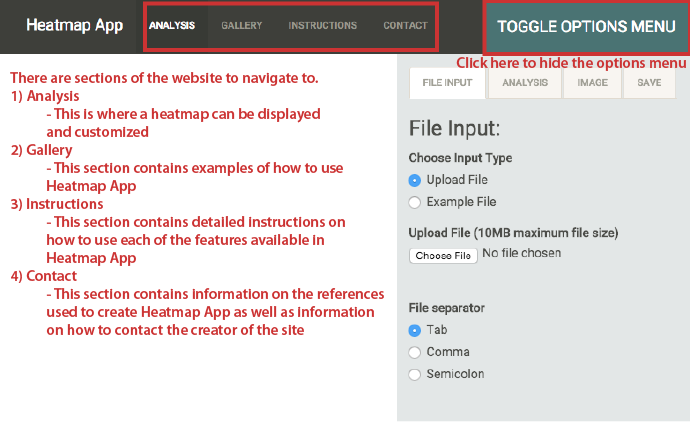 Heatmap App
ANALYSIS GALLERY INSTRUCTIONS CONTACT
TOGGLE OPTIONS MENU
Click here to hide the options menu
There are sections of the website to navigate to.
1) Analysis
- This is where a heatmap can be displayed
and customized
2) Gallery
- This section contains examples of how to use
Heatmap App
3) Instructions
- This section contains detailed instructions on
how to use each of the features available in
Heatmap App
4) Contact
- This section contains information on the references
used to create Heatmap App as well as information
on how to contact the creator of the site
FILE INPUT ANALYSIS IMAGE SAVE
File Input:
Choose Input Type
Upload File
Example File
Upload File (10MB maximum file size)
Choose File No file chosen
File separator
Tab
Comma
Semicolon